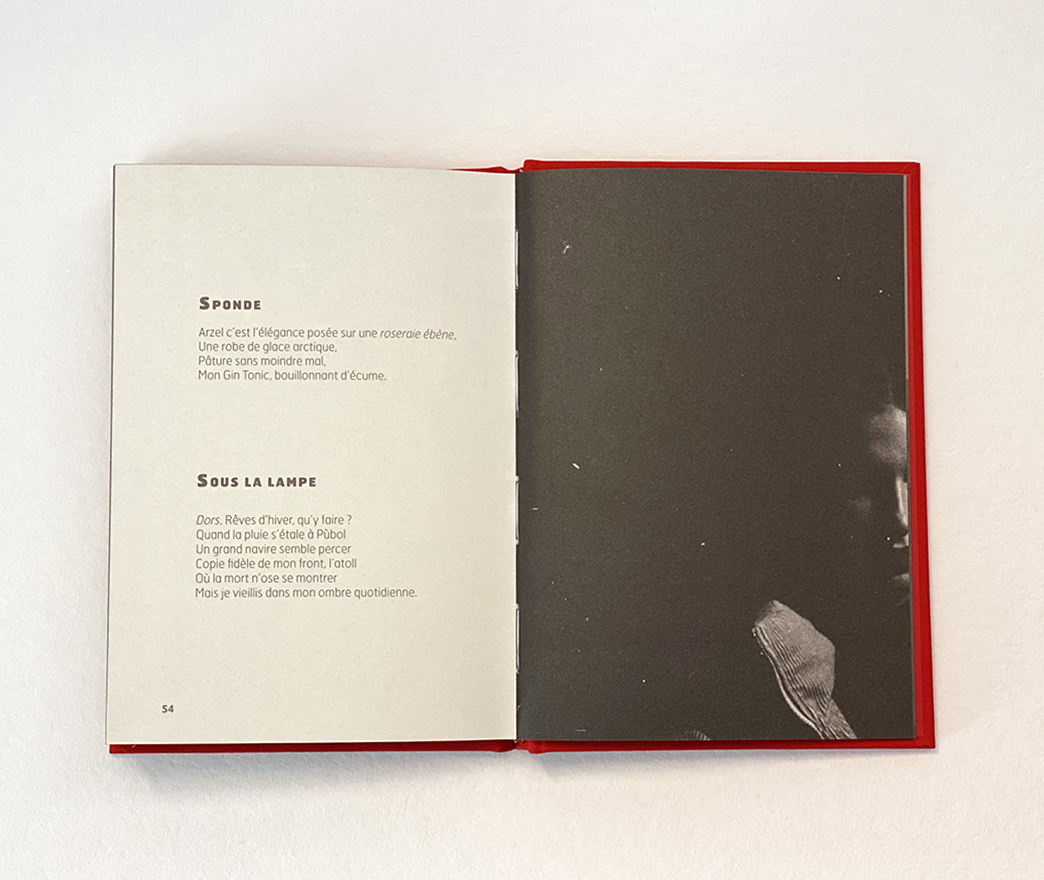 Sponde
Arzel c'est l'élégance posée sur une roseraie ébène,
Une robe de glace arctique,
Pâture sans moindre mal,
Mon Gin Tonic, bouillonnant d'écume.
Sous la lampe
Dors. Rêves d'hiver, qu'y faire ?
Quand la pluie s'étale à Pùbol
Un grand navire semble percer
Copie fidèle de mon front, l'atoll
Où la mort n'ose se montrer
Mais je vieillis dans mon ombre quotidienne.
54